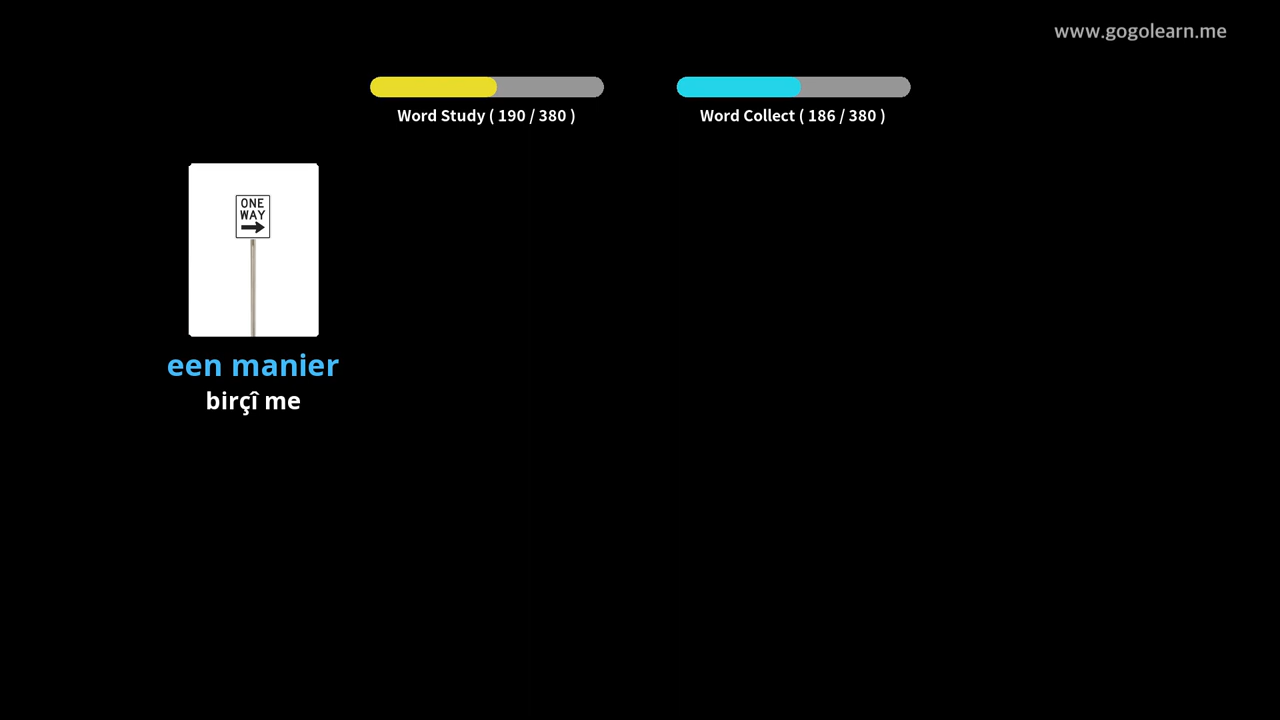 www.gogolearn.me
Word Study ( 190 / 380 )
Word Collect ( 186 / 380 )
ONE
WAY
een manier
birçî me